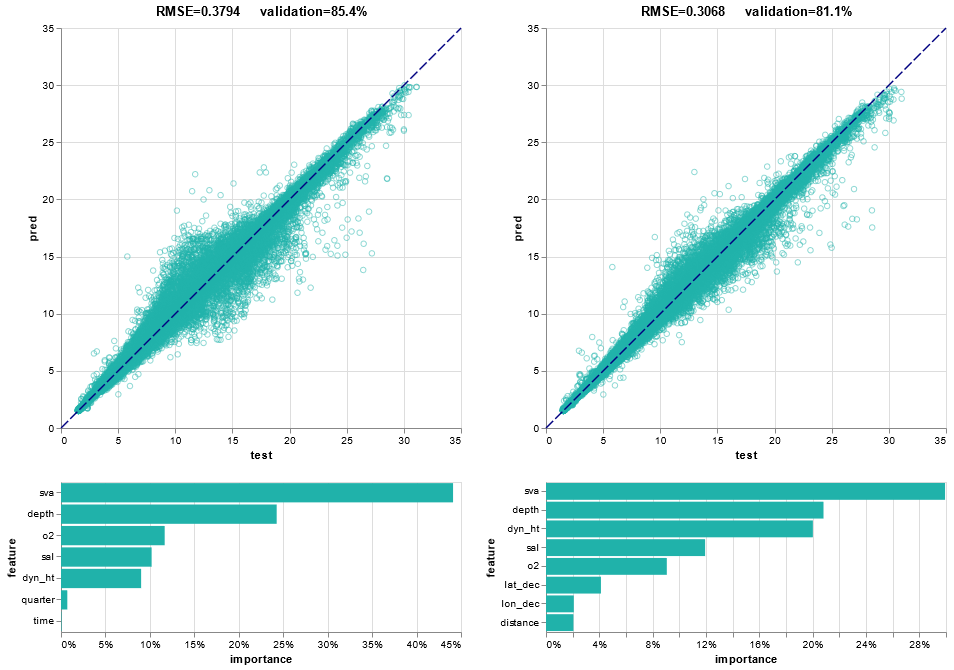 RMSE=0.3794 validation=85.4%
35
30
25
20
15
10
5
0
pred
0 5 10 15 20 25 30 35
test
sva
depth
o2
sal
dyn_ht
quarter
time
feature
0% 5% 10% 15% 20% 25% 30% 35% 40% 45%
importance
RMSE=0.3068 validation=81.1%
35
30
25
20
15
10
5
0
pred
0 5 10 15 20 25 30 35
test
sva
depth
dyn_ht
sal
o2
lat_dec
lon_dec
distance
feature
0% 4% 8% 12% 16% 20% 24% 28%
importance